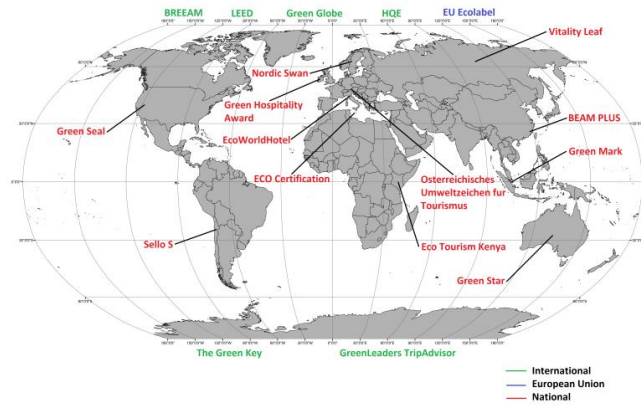 BREEAM LEED Green Globe HQE EU Ecolabel
Vitality Leaf
Nordic Swan
Green Hospitality
Award
Green Seal
BEAM PLUS
EcoWorldHotel
Green Mark
ECO Certification
Osterreichisches
Umweltzeichen fur
Tourismus
Sello S
Eco Tourism Kenya
Green Star
The Green Key GreenLeaders TripAdvisor
International
European Union
National